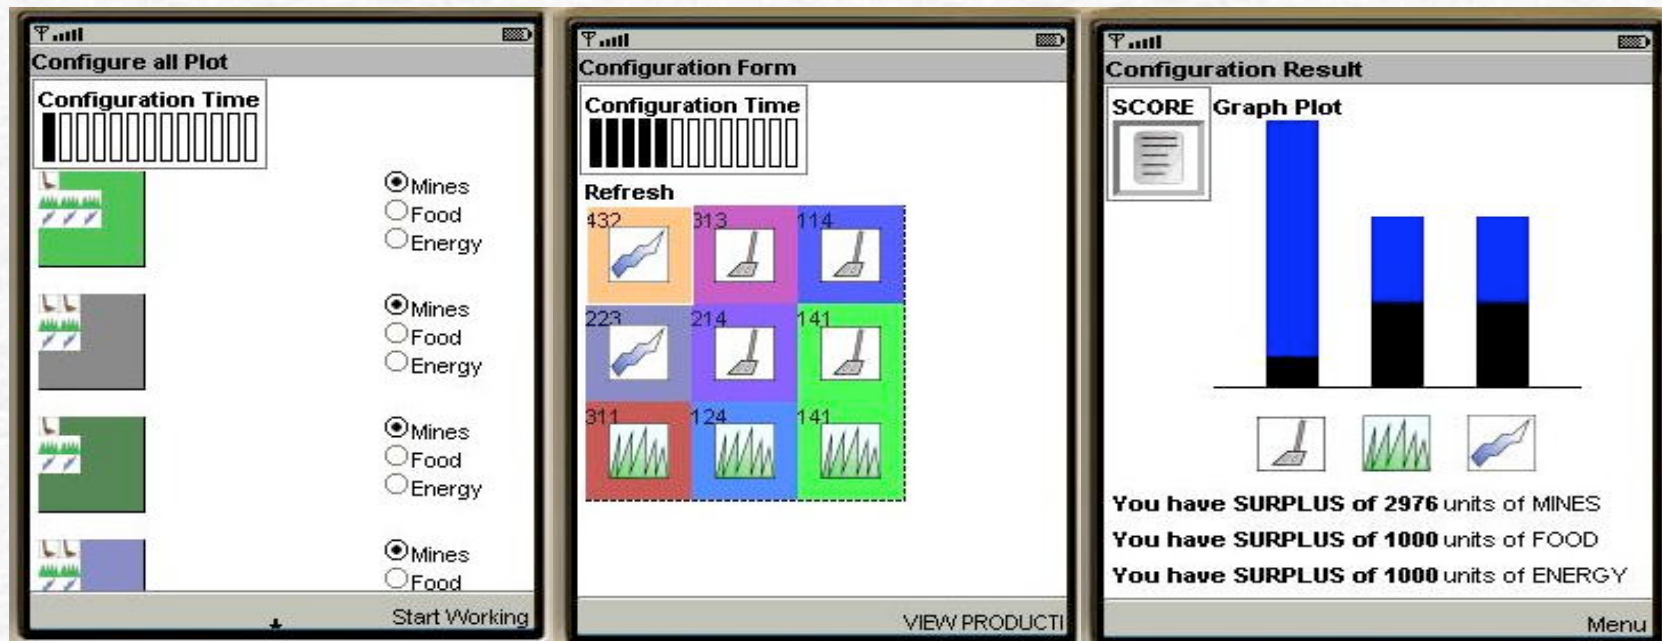 Configure all Plot
Configuration Time
Mines
Food
Energy
Mines
Food
Energy
Mines
Food
Energy
Mines
Food
Start Working
Configuration Form
Configuration Time
Refresh
432 313 114
223 214 141
311 124 141
VIEW PRODUCTI
Configuration Result
SCORE Graph Plot
You have SURPLUS of 2976 units of MINES
You have SURPLUS of 1000 units of FOOD
You have SURPLUS of 1000 units of ENERGY
Menu